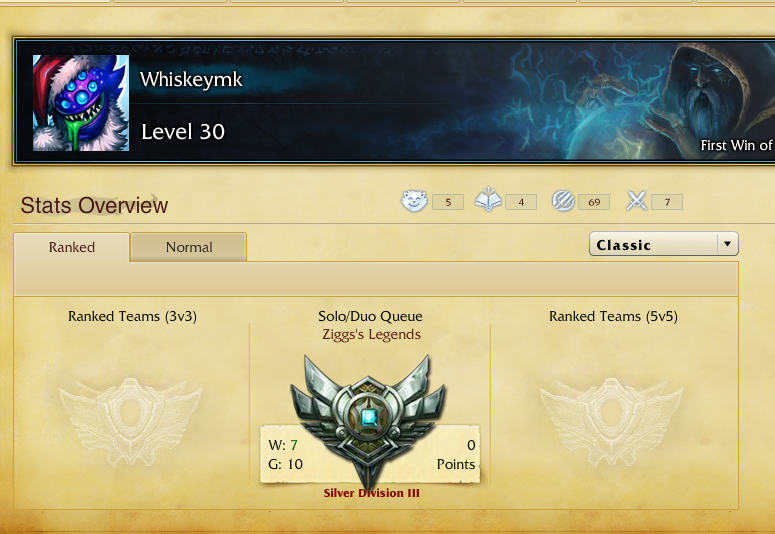 Whiskeymk
Level 30
First Win of
Stats Overview
5 4 69 7
Ranked Normal
Classic
Ranked Teams (3v3) Solo/Duo Queue Ranked Teams (5v5)
Ziggs's Legends
W: 7 0
G: 10 Points
Silver Division III